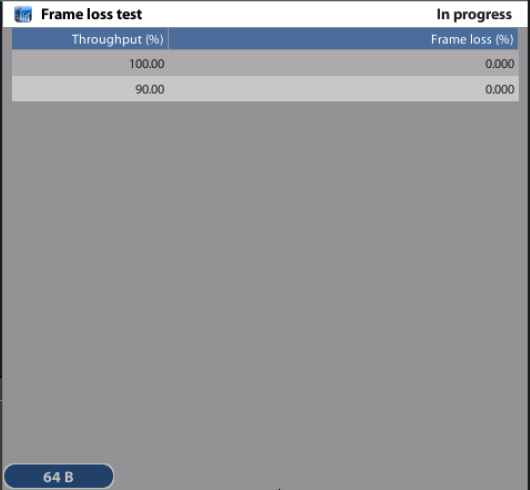 Frame loss test In progress
Throughput (%) Frame loss (%)
100.00 0.000
90.00 0.000
64 B